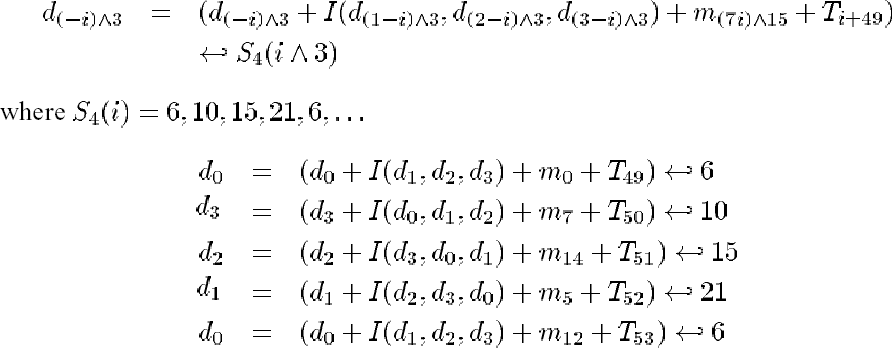 d_{(−i)∧3} = (d_{(−i)∧3} + I(d_{(1−i)∧3}, d_{(2−i)∧3}, d_{(3−i)∧3}) + m_{(7i)∧15} + T_{i+49})
↩ S_4(i ∧ 3)
where S_4(i) = 6, 10, 15, 21, 6, …
d_0 = (d_0 + I(d_1, d_2, d_3) + m_0 + T_{49}) ↩ 6
d_3 = (d_3 + I(d_0, d_1, d_2) + m_7 + T_{50}) ↩ 10
d_2 = (d_2 + I(d_3, d_0, d_1) + m_{14} + T_{51}) ↩ 15
d_1 = (d_1 + I(d_2, d_3, d_0) + m_5 + T_{52}) ↩ 21
d_0 = (d_0 + I(d_1, d_2, d_3) + m_{12} + T_{53}) ↩ 6